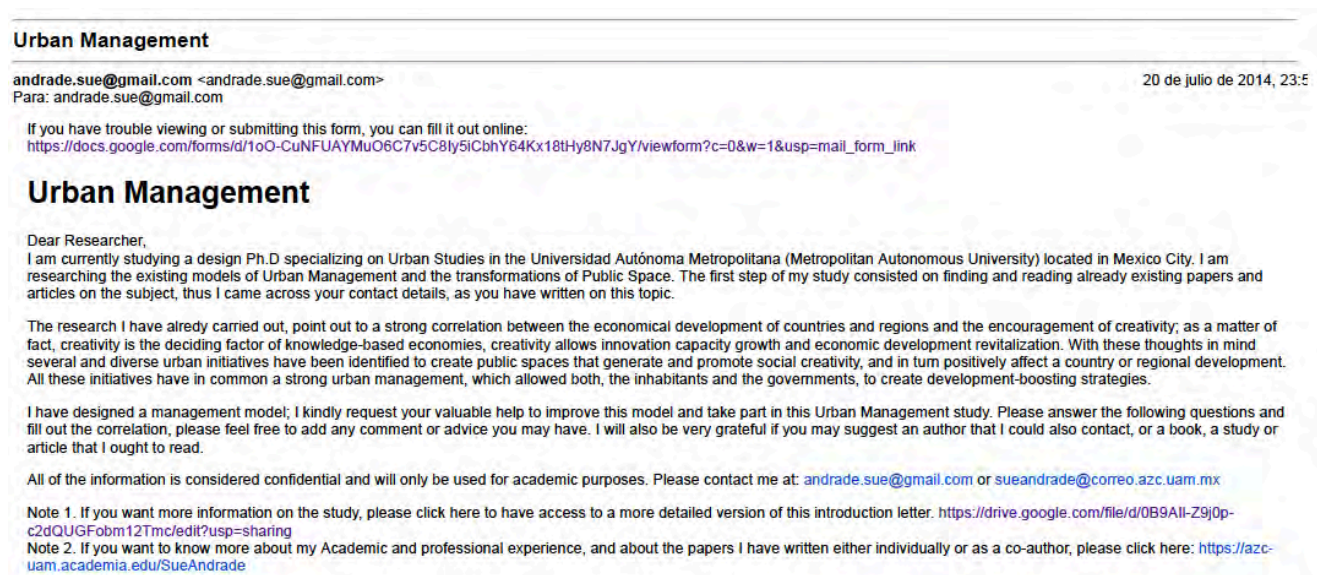 Urban Management
andrade.sue@gmail.com <andrade.sue@gmail.com>
20 de julio de 2014, 23:5
Para: andrade.sue@gmail.com
If you have trouble viewing or submitting this form, you can fill it out online:
https://docs.google.com/forms/d/1oO-CuNFUAYMuO6C7v5C8Iy5iCbhY64Kx18tHy8N7JgY/viewform?c=0&w=1&usp=mail_form_link
Urban Management
Dear Researcher,
I am currently studying a design Ph.D specializing on Urban Studies in the Universidad Autónoma Metropolitana (Metropolitan Autonomous University) located in Mexico City. I am
researching the existing models of Urban Management and the transformations of Public Space. The first step of my study consisted on finding and reading already existing papers and
articles on the subject, thus I came across your contact details, as you have written on this topic.
The research I have alredy carried out, point out to a strong correlation between the economical development of countries and regions and the encouragement of creativity; as a matter of
fact, creativity is the deciding factor of knowledge-based economies, creativity allows innovation capacity growth and economic development revitalization. With these thoughts in mind
several and diverse urban initiatives have been identified to create public spaces that generate and promote social creativity, and in turn positively affect a country or regional development.
All these initiatives have in common a strong urban management, which allowed both, the inhabitants and the governments, to create development-boosting strategies.
I have designed a management model; I kindly request your valuable help to improve this model and take part in this Urban Management study. Please answer the following questions and
fill out the correlation, please feel free to add any comment or advice you may have. I will also be very grateful if you may suggest an author that I could also contact, or a book, a study or
article that I ought to read.
All of the information is considered confidential and will only be used for academic purposes. Please contact me at: andrade.sue@gmail.com or sueandrade@correo.azc.uam.mx
Note 1. If you want more information on the study, please click here to have access to a more detailed version of this introduction letter. https://drive.google.com/file/d/0B9AIl-Z9j0p-
c2dQUGFobm12Tmc/edit?usp=sharing
Note 2. If you want to know more about my Academic and professional experience, and about the papers I have written either individually or as a co-author, please click here: https://azc-
uam.academia.edu/SueAndrade